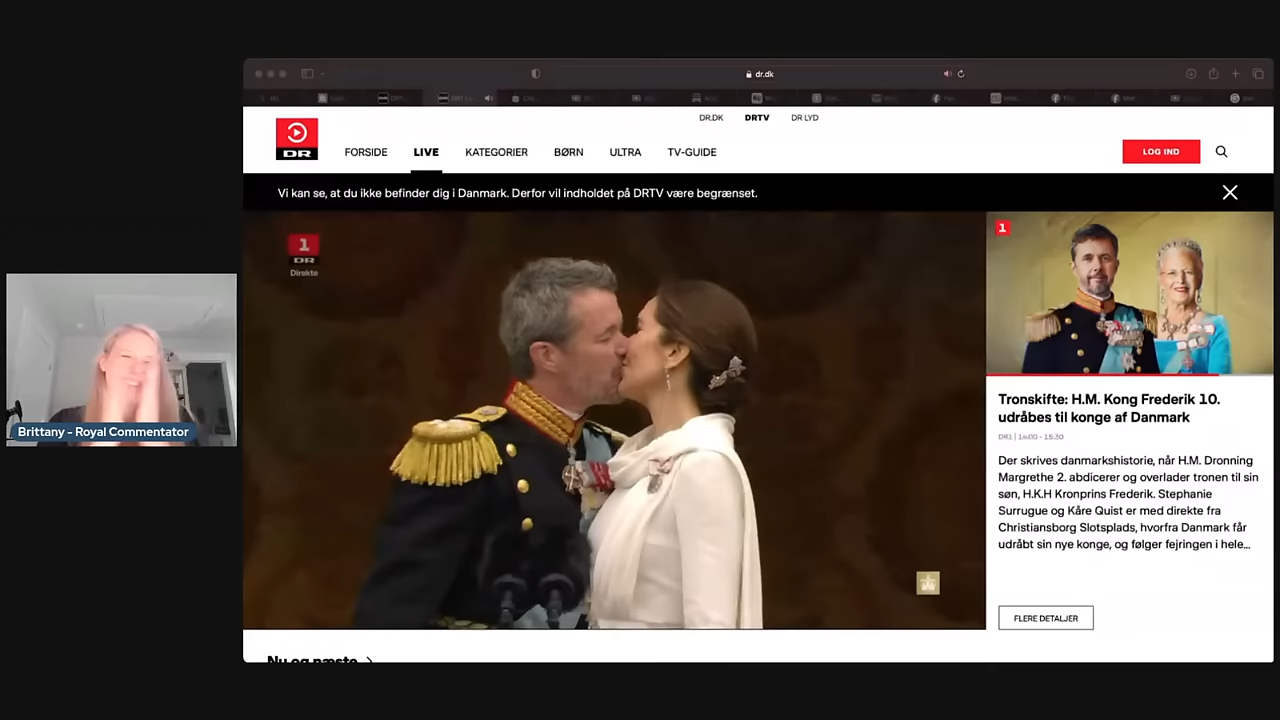 dr.dk
DR.DK DRTV DR LYD
DR
FORSIDE LIVE KATEGORIER BØRN ULTRA TV-GUIDE
LOG IND
Vi kan se, at du ikke befinder dig i Danmark. Derfor vil indholdet på DRTV være begrænset.
1
DR
Direkte
1
Tronskifte: H.M. Kong Frederik 10.
udråbes til konge af Danmark
DR1 | 14:00 - 15:30
Der skrives danmarkshistorie, når H.M. Dronning
Margrethe 2. abdicerer og overlader tronen til sin
søn, H.K.H Kronprins Frederik. Stephanie
Surrugue og Kåre Quist er med direkte fra
Christiansborg Slotsplads, hvorfra Danmark får
udråbt sin nye konge, og følger fejringen i hele...
FLERE DETALJER
Nu og næste
Brittany - Royal Commentator